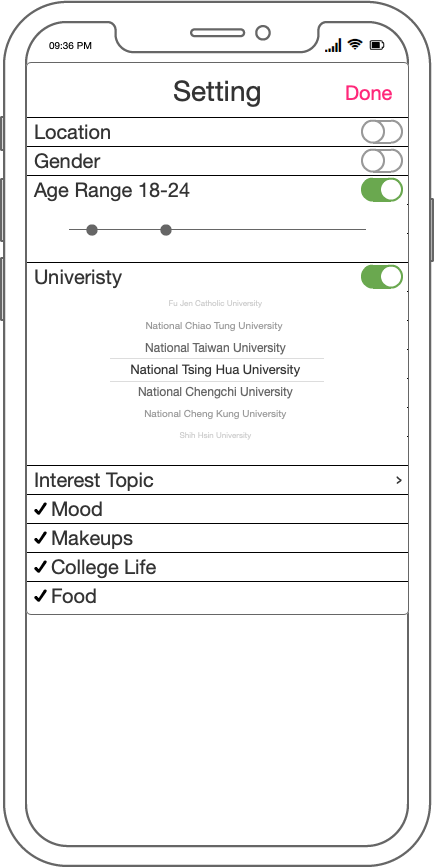 09:36 PM
Setting
Done
Location
Gender
Age Range 18-24
Univeristy
Fu Jen Catholic University
National Chiao Tung University
National Taiwan University
National Tsing Hua University
National Chengchi University
National Cheng Kung University
Shih Hsin University
Interest Topic
Mood
Makeups
College Life
Food